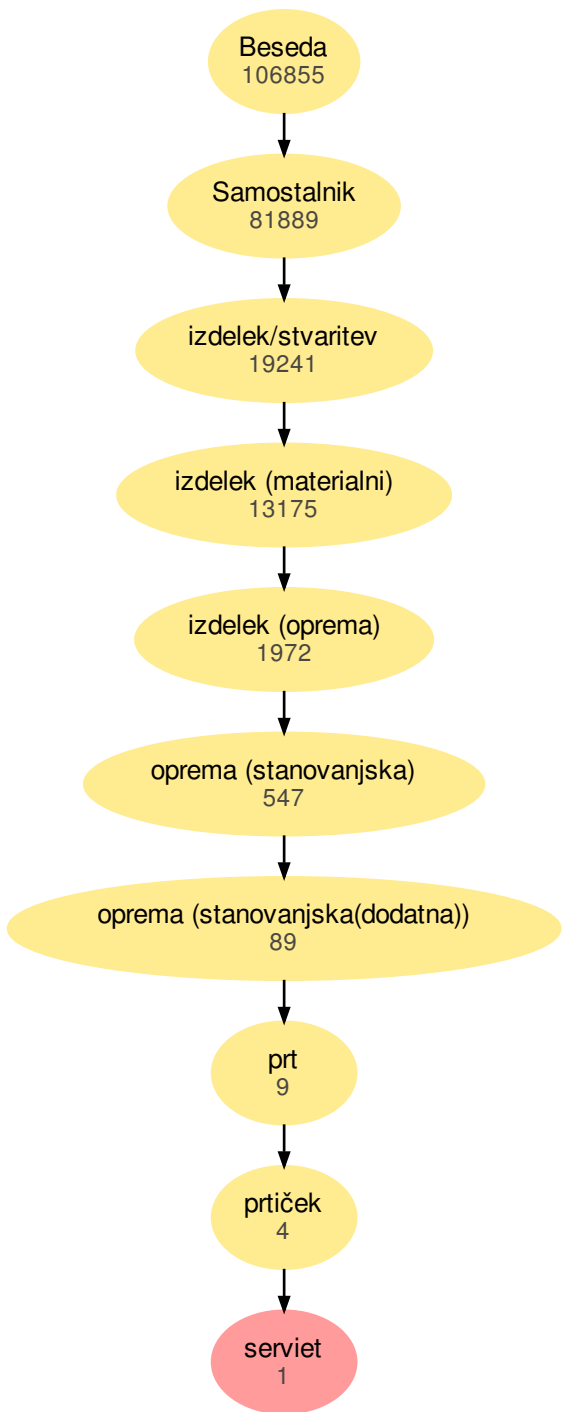 Beseda
106855
Samostalnik
81889
izdelek/stvaritev
19241
izdelek (materialni)
13175
izdelek (oprema)
1972
oprema (stanovanjska)
547
oprema (stanovanjska(dodatna))
89
prt
9
prtiček
4
serviet
1